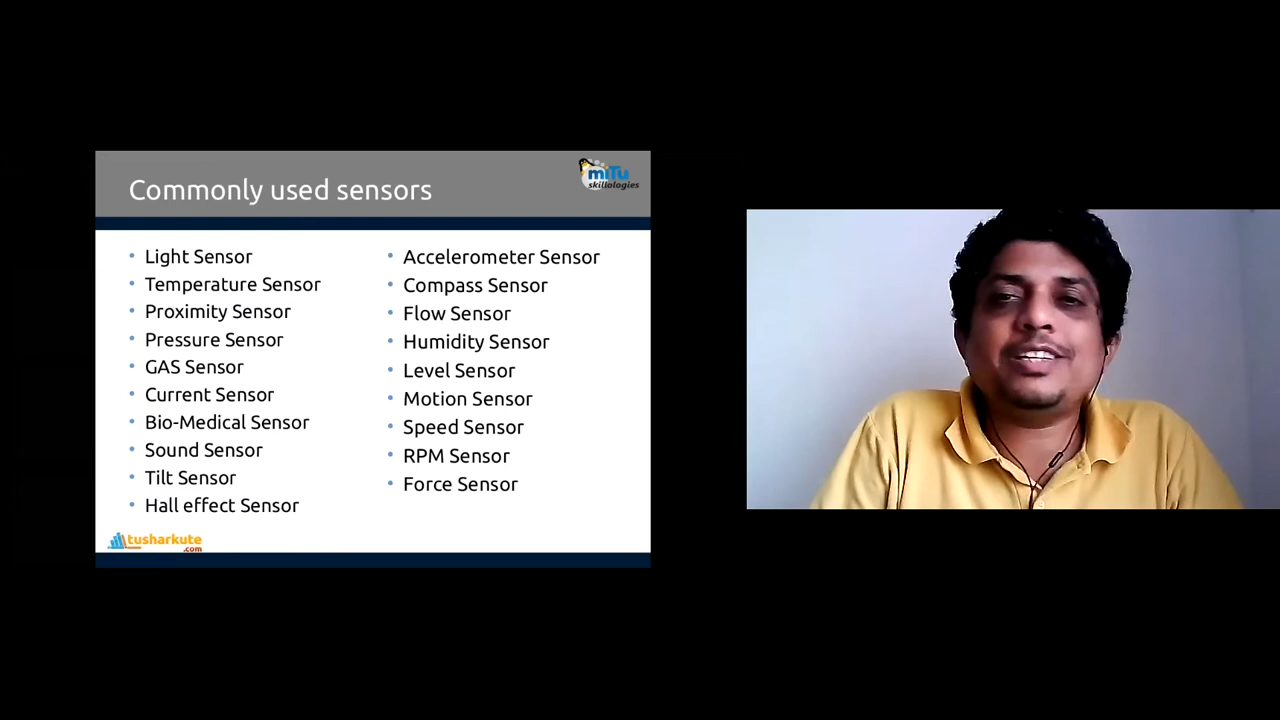 Commonly used sensors
miTu
skillologies
• Light Sensor
• Temperature Sensor
• Proximity Sensor
• Pressure Sensor
• GAS Sensor
• Current Sensor
• Bio-Medical Sensor
• Sound Sensor
• Tilt Sensor
• Hall effect Sensor
• Accelerometer Sensor
• Compass Sensor
• Flow Sensor
• Humidity Sensor
• Level Sensor
• Motion Sensor
• Speed Sensor
• RPM Sensor
• Force Sensor
tusharkute
.com